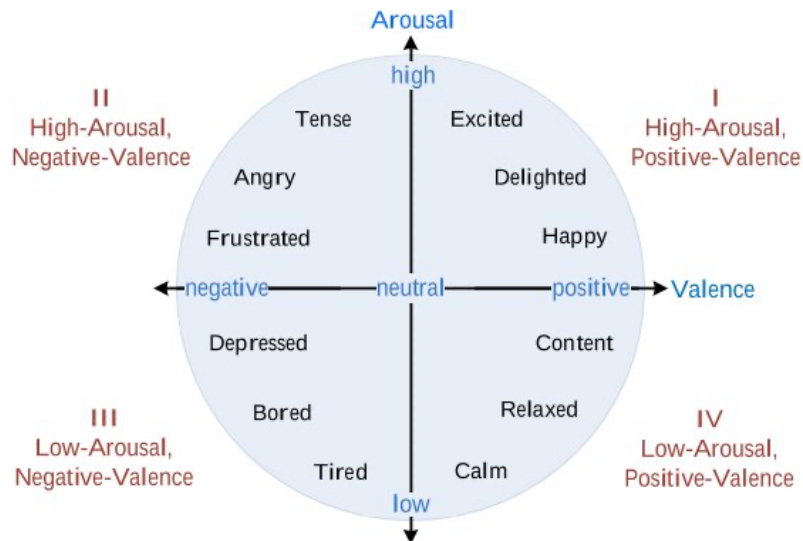 Arousal
high
II
High-Arousal,
Negative-Valence
I
High-Arousal,
Positive-Valence
Tense
Excited
Angry
Delighted
Frustrated
Happy
negative
neutral
positive
Valence
Depressed
Content
Bored
Relaxed
III
Low-Arousal,
Negative-Valence
IV
Low-Arousal,
Positive-Valence
Tired
Calm
low